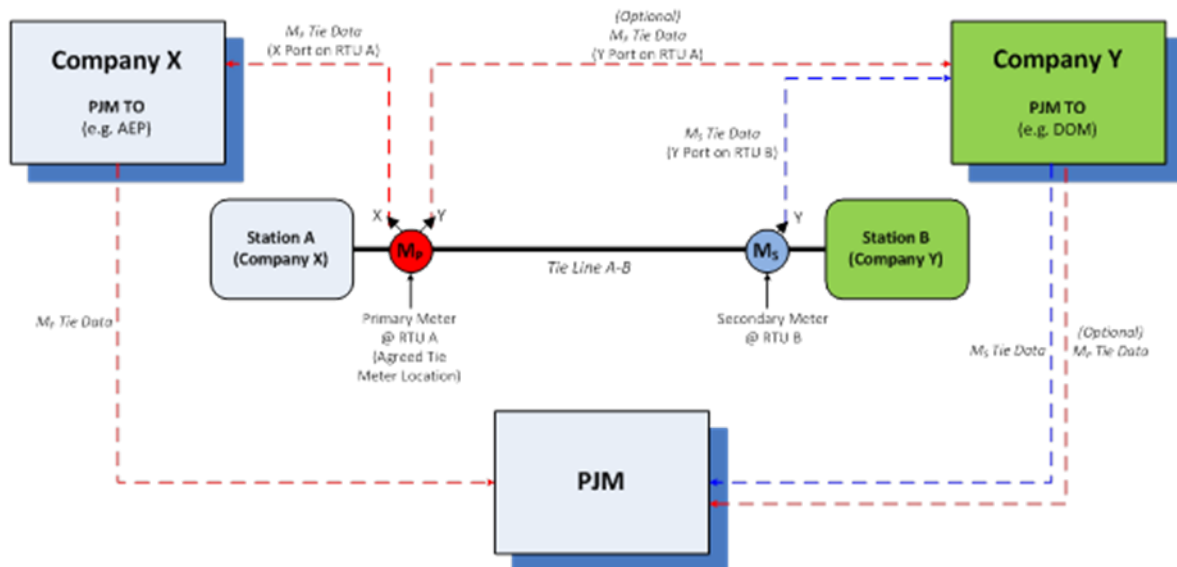 Company X
PJM TO
(e.g. AEP)
Mₚ Tie Data
(X Port on RTU A)
(Optional)
Mₚ Tie Data
(Y Port on RTU A)
Company Y
PJM TO
(e.g. DOM)
Mₛ Tie Data
(Y Port on RTU B)
Station A
(Company X)
X
Y
Mₚ
Tie Line A-B
Y
Mₛ
Station B
(Company Y)
Primary Meter
@ RTU A
(Agreed Tie
Meter Location)
Secondary Meter
@ RTU B
Mₚ Tie Data
Mₛ Tie Data
(Optional)
Mₚ Tie Data
PJM